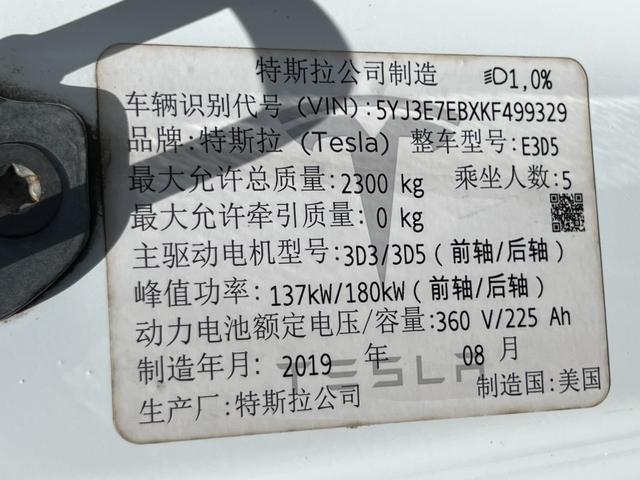 特斯拉公司制造 1,0%
车辆识别代号 (VIN):5YJ3E7EBXKF499329
品牌:特斯拉 (Tesla) 整车型号:E3D5
最大允许总质量:2300 kg 乘坐人数:5
最大允许牵引质量:0 kg
主驱动电机型号:3D3/3D5(前轴/后轴)
峰值功率:137kW/180kW(前轴/后轴)
动力电池额定电压/容量:360 V/225 Ah
制造年月:2019 年 08 月
TESLA
生产厂:特斯拉公司 制造国:美国